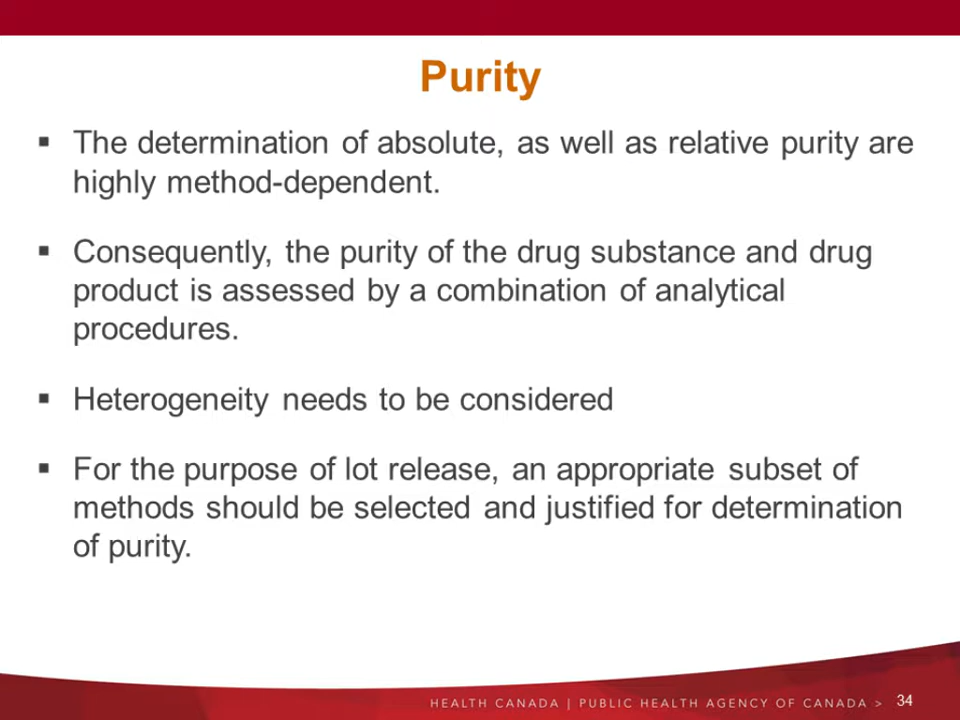 Purity
▪ The determination of absolute, as well as relative purity are
highly method-dependent.
▪ Consequently, the purity of the drug substance and drug
product is assessed by a combination of analytical
procedures.
▪ Heterogeneity needs to be considered
▪ For the purpose of lot release, an appropriate subset of
methods should be selected and justified for determination
of purity.
HEALTH CANADA | PUBLIC HEALTH AGENCY OF CANADA > 34